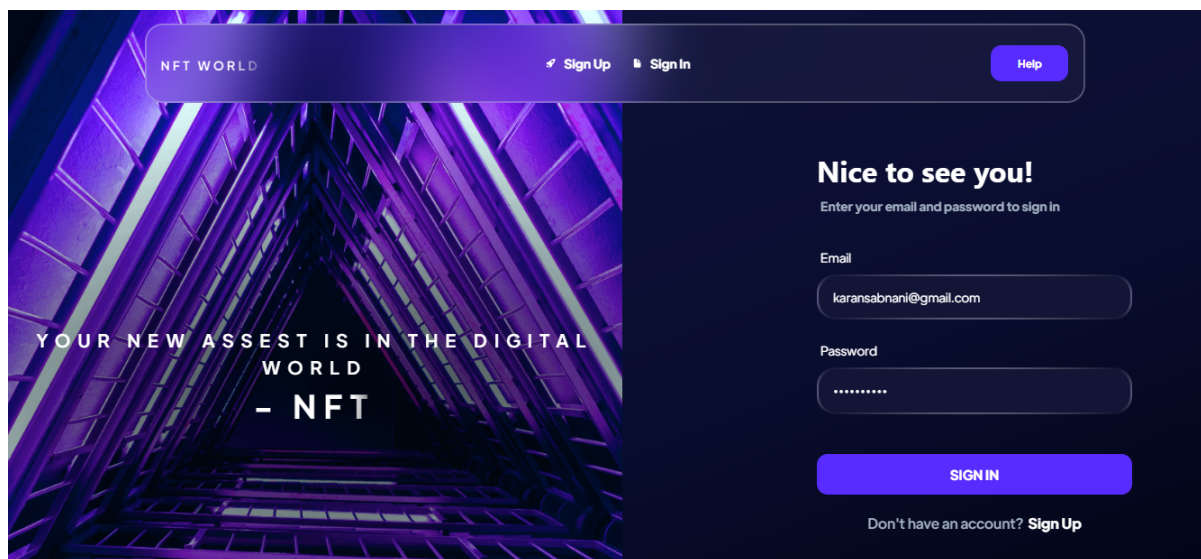 NFT WORLD
Sign Up
Sign In
Help
YOUR NEW ASSEST IS IN THE DIGITAL
WORLD
– NFT
Nice to see you!
Enter your email and password to sign in
Email
karansabnani@gmail.com
Password
••••••••••
SIGN IN
Don't have an account? Sign Up